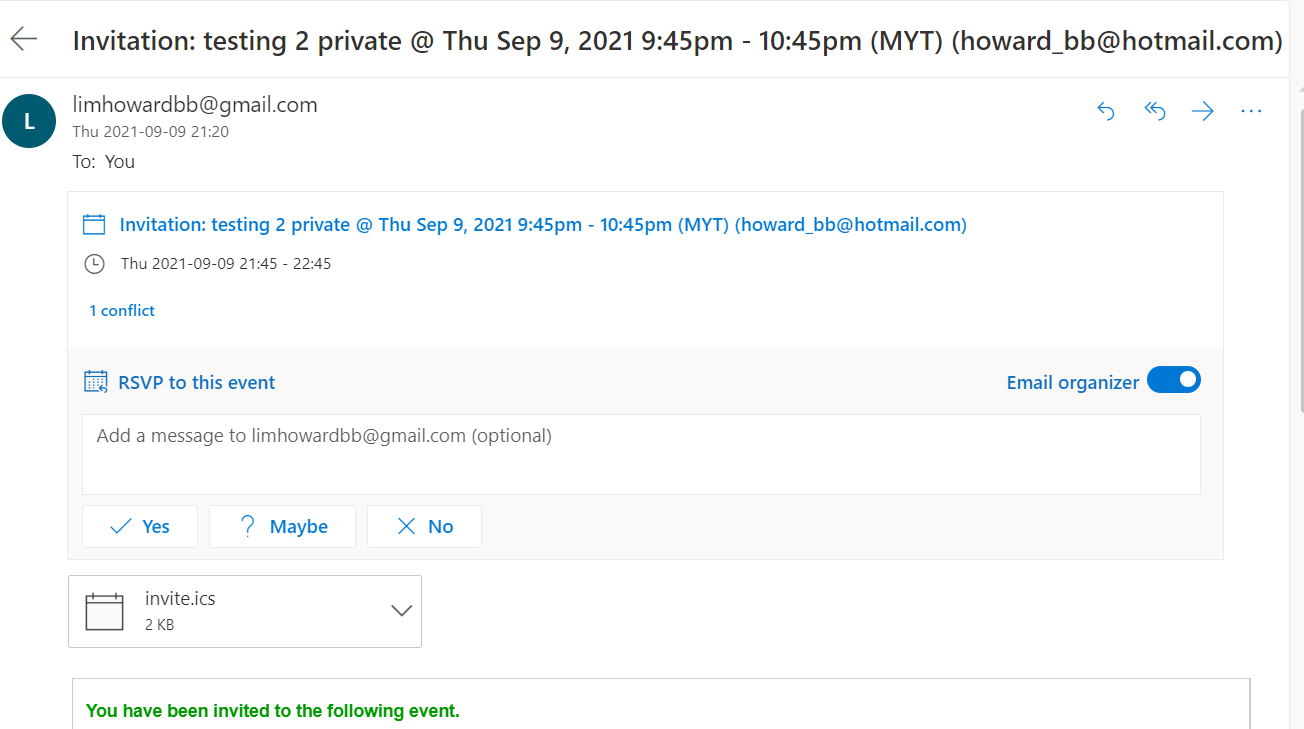 Invitation: testing 2 private @ Thu Sep 9, 2021 9:45pm - 10:45pm (MYT) (howard_bb@hotmail.com)
L
limhowardbb@gmail.com
Thu 2021-09-09 21:20
To: You
Invitation: testing 2 private @ Thu Sep 9, 2021 9:45pm - 10:45pm (MYT) (howard_bb@hotmail.com)
Thu 2021-09-09 21:45 - 22:45
1 conflict
RSVP to this event
Email organizer
Add a message to limhowardbb@gmail.com (optional)
Yes
? Maybe
No
invite.ics
2 KB
You have been invited to the following event.